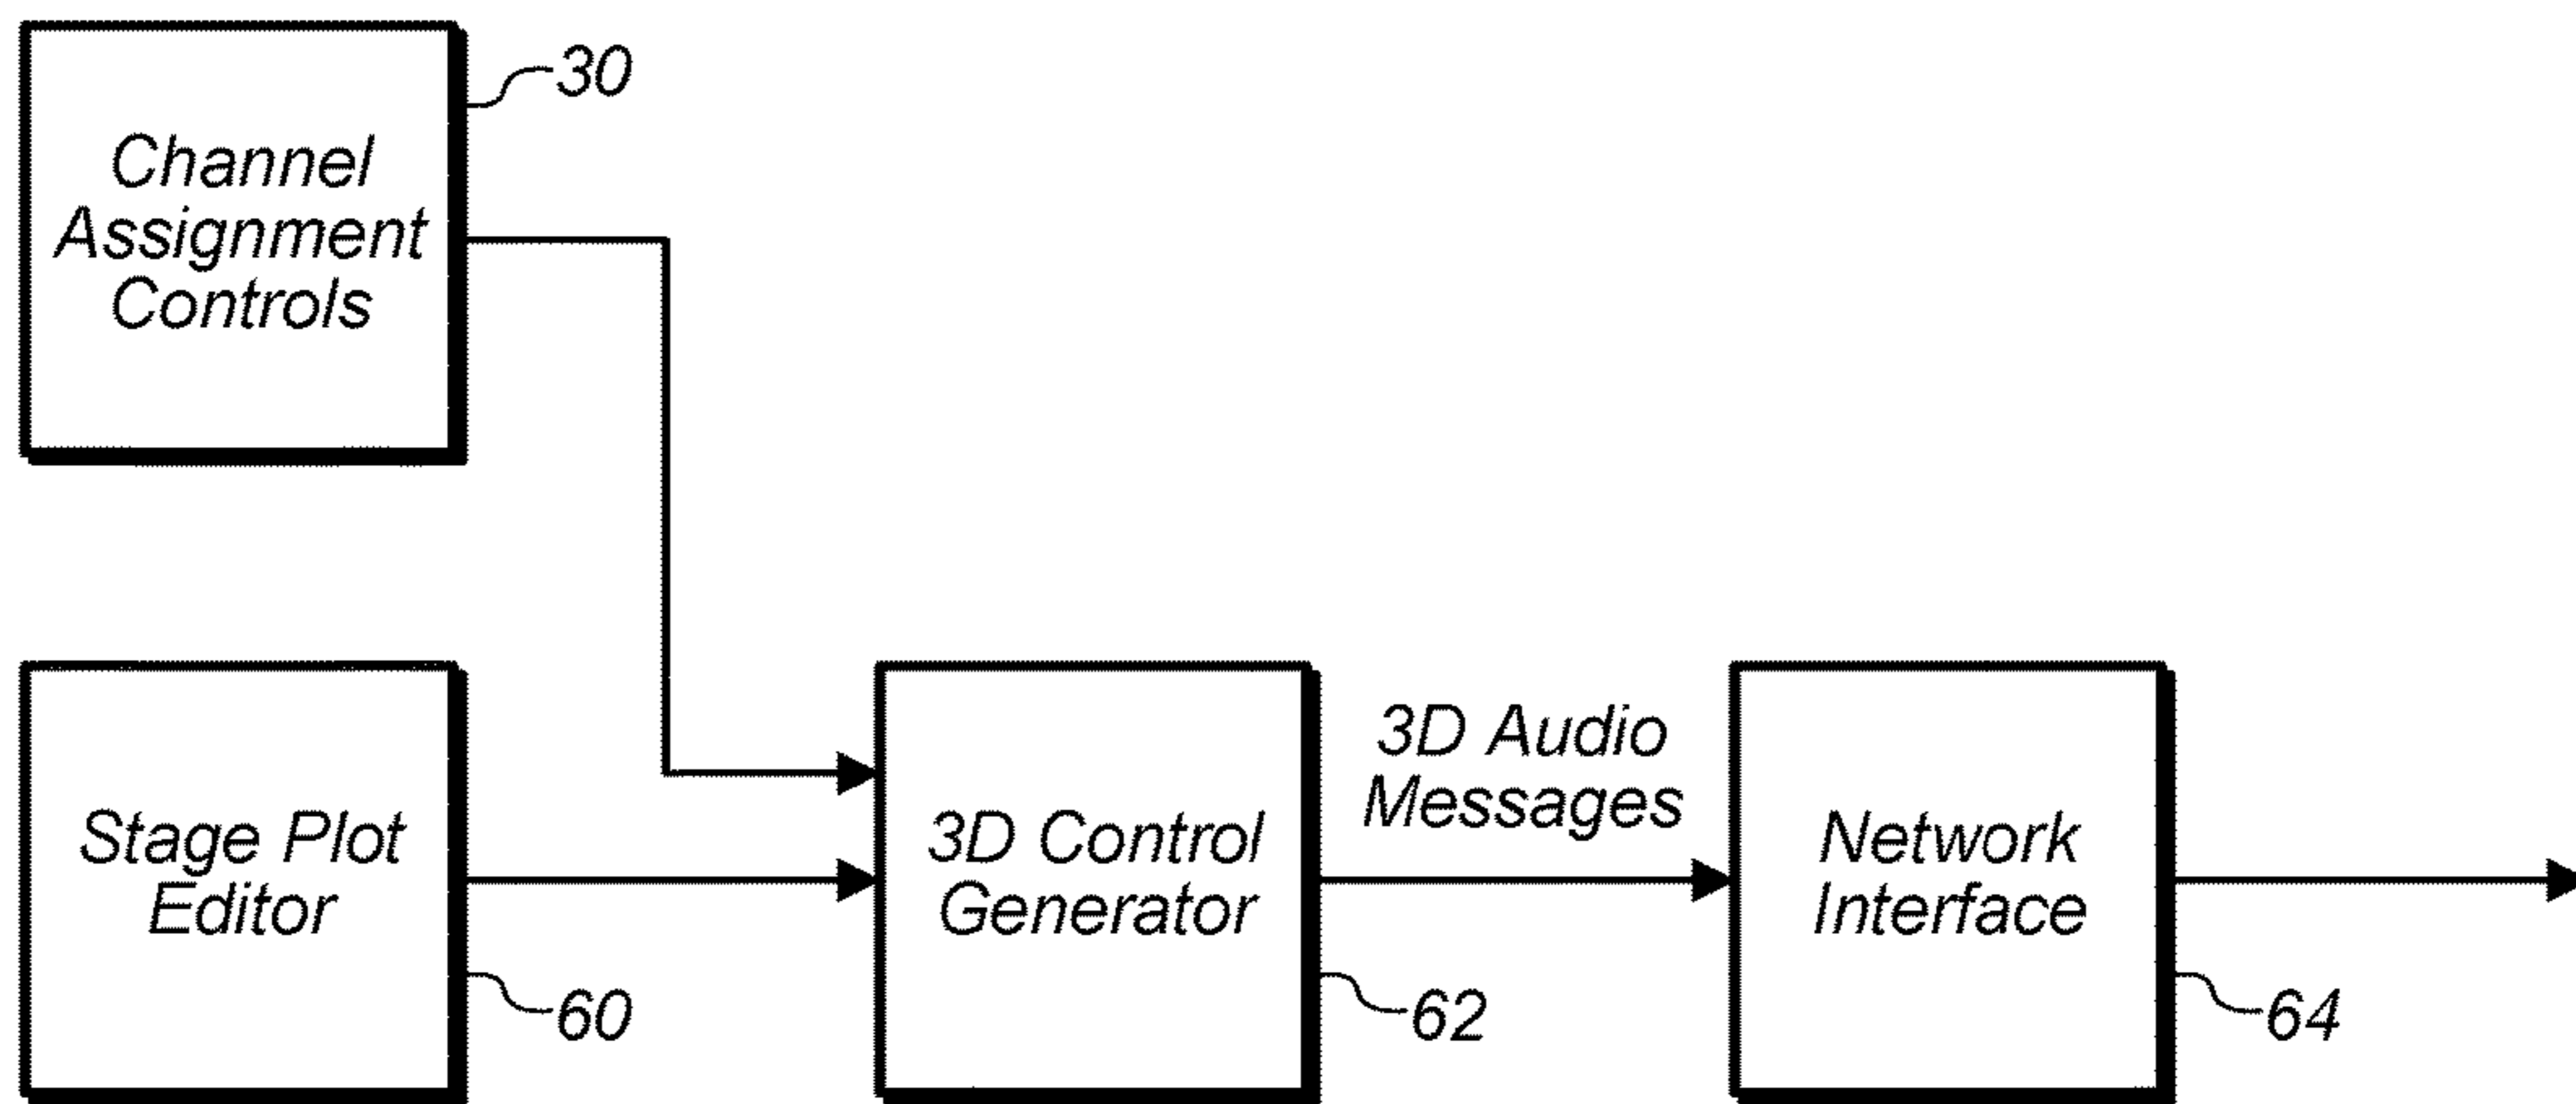 30
Channel
Assignment
Controls
Stage Plot
Editor
60
3D Control
Generator
62
3D Audio
Messages
Network
Interface
64